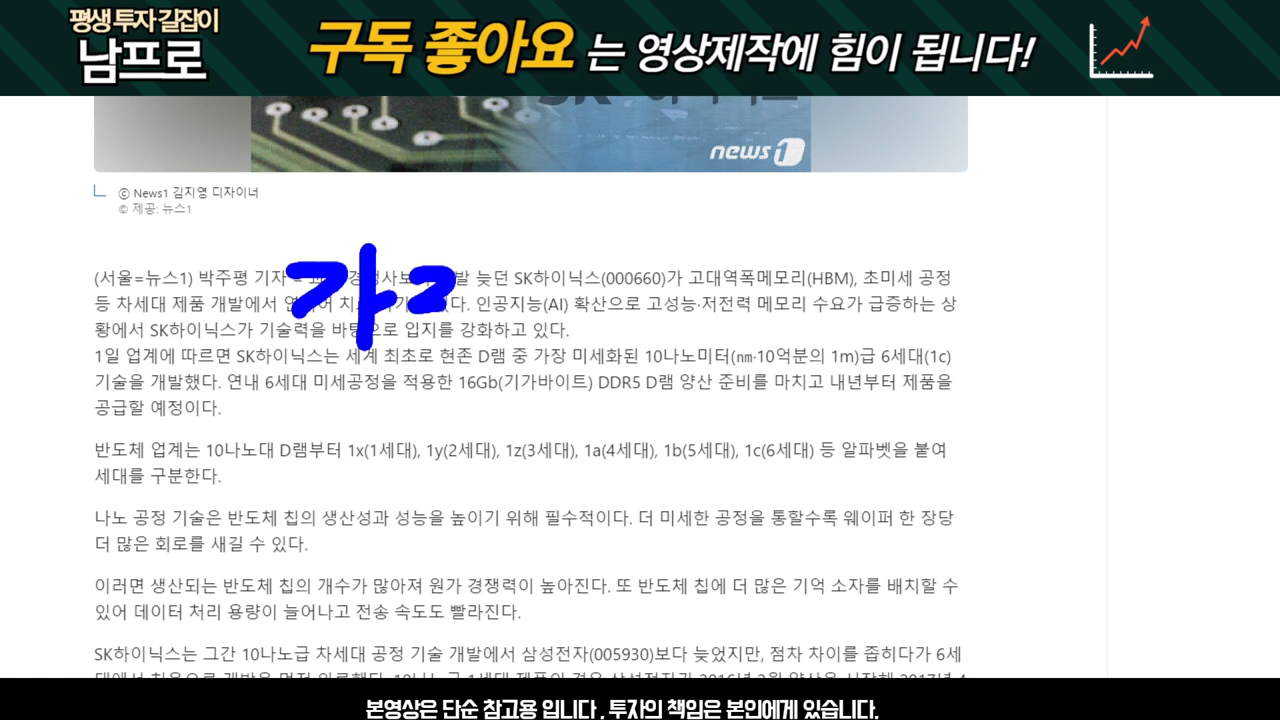 평생 투자 길잡이
남프로
구독 좋아요 는 영상제작에 힘이 됩니다!
news1
ⓒ News1 김지영 디자이너
© 제공: 뉴스1
(서울=뉴스1) 박주평 기자 = 늦던 SK하이닉스(000660)가 고대역폭메모리(HBM), 초미세 공정
등 차세대 제품 개발에서 인공지능(AI) 확산으로 고성능·저전력 메모리 수요가 급증하는 상
황에서 SK하이닉스가 기술력을 바탕으로 입지를 강화하고 있다.
1일 업계에 따르면 SK하이닉스는 세계 최초로 현존 D램 중 가장 미세화된 10나노미터(㎚·10억분의 1m)급 6세대(1c)
기술을 개발했다. 연내 6세대 미세공정을 적용한 16Gb(기가바이트) DDR5 D램 양산 준비를 마치고 내년부터 제품을
공급할 예정이다.
반도체 업계는 10나노대 D램부터 1x(1세대), 1y(2세대), 1z(3세대), 1a(4세대), 1b(5세대), 1c(6세대) 등 알파벳을 붙여
세대를 구분한다.
나노 공정 기술은 반도체 칩의 생산성과 성능을 높이기 위해 필수적이다. 더 미세한 공정을 통할수록 웨이퍼 한 장당
더 많은 회로를 새길 수 있다.
이러면 생산되는 반도체 칩의 개수가 많아져 원가 경쟁력이 높아진다. 또 반도체 칩에 더 많은 기억 소자를 배치할 수
있어 데이터 처리 용량이 늘어나고 전송 속도도 빨라진다.
SK하이닉스는 그간 10나노급 차세대 공정 기술 개발에서 삼성전자(005930)보다 늦었지만, 점차 차이를 좁히다가 6세
본영상은 단순 참고용 입니다 , 투자의 책임은 본인에게 있습니다.